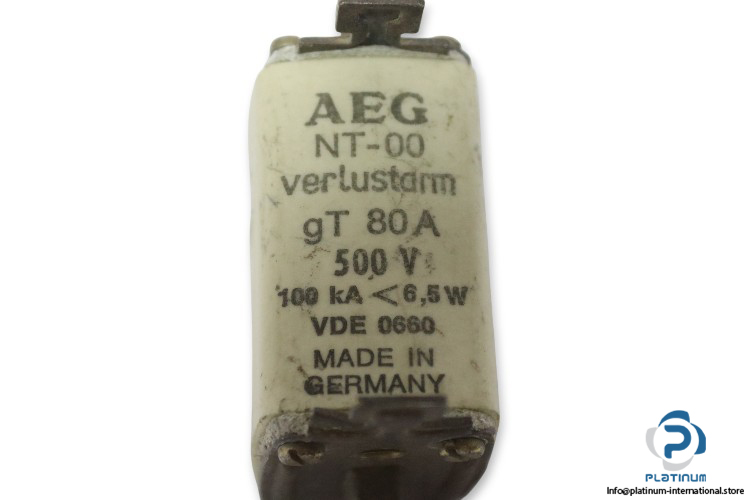 AEG
NT-00
verlustarm
gT 80A
500 V
100 kA < 6,5 W
VDE 0660
MADE IN
GERMANY
PLATINUM
Info@platinum-international.store